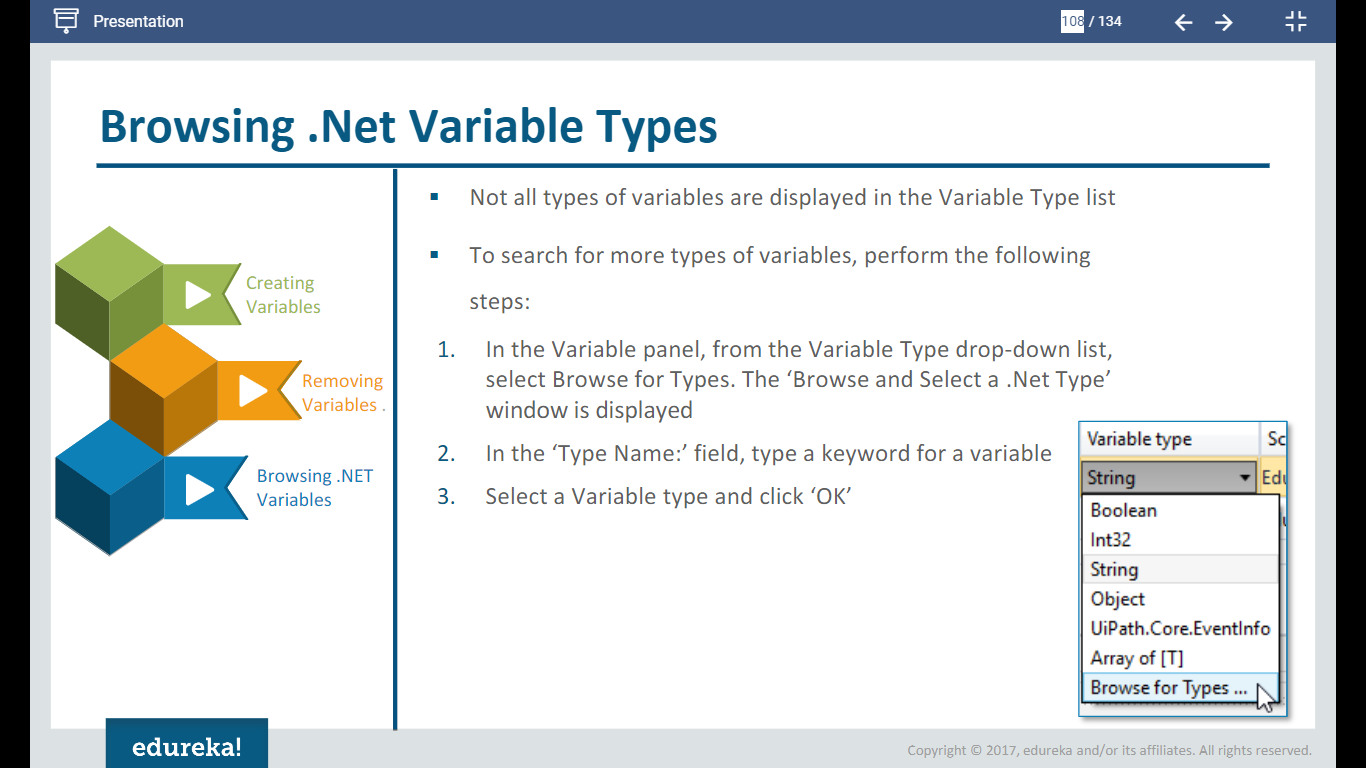 Presentation
108 / 134
Browsing .Net Variable Types
Creating
Variables
Removing
Variables .
Browsing .NET
Variables
▪ Not all types of variables are displayed in the Variable Type list
▪ To search for more types of variables, perform the following
steps:
1. In the Variable panel, from the Variable Type drop-down list,
select Browse for Types. The ‘Browse and Select a .Net Type’
window is displayed
2. In the ‘Type Name:’ field, type a keyword for a variable
3. Select a Variable type and click ‘OK’
Variable type Sc
String Edu
Boolean
Int32
String
Object
UiPath.Core.EventInfo
Array of [T]
Browse for Types ...
edureka!
Copyright © 2017, edureka and/or its affiliates. All rights reserved.